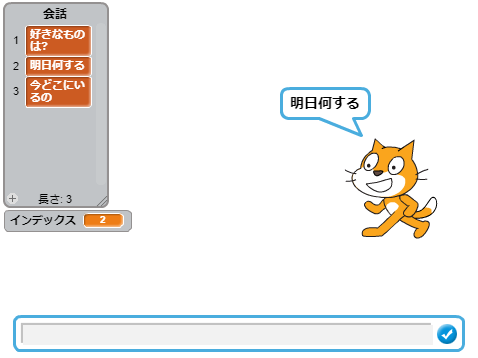 会話
1 好きなもの
は?
2 明日何する
3 今どこにい
るの
+ 長さ: 3
インデックス 2
明日何する